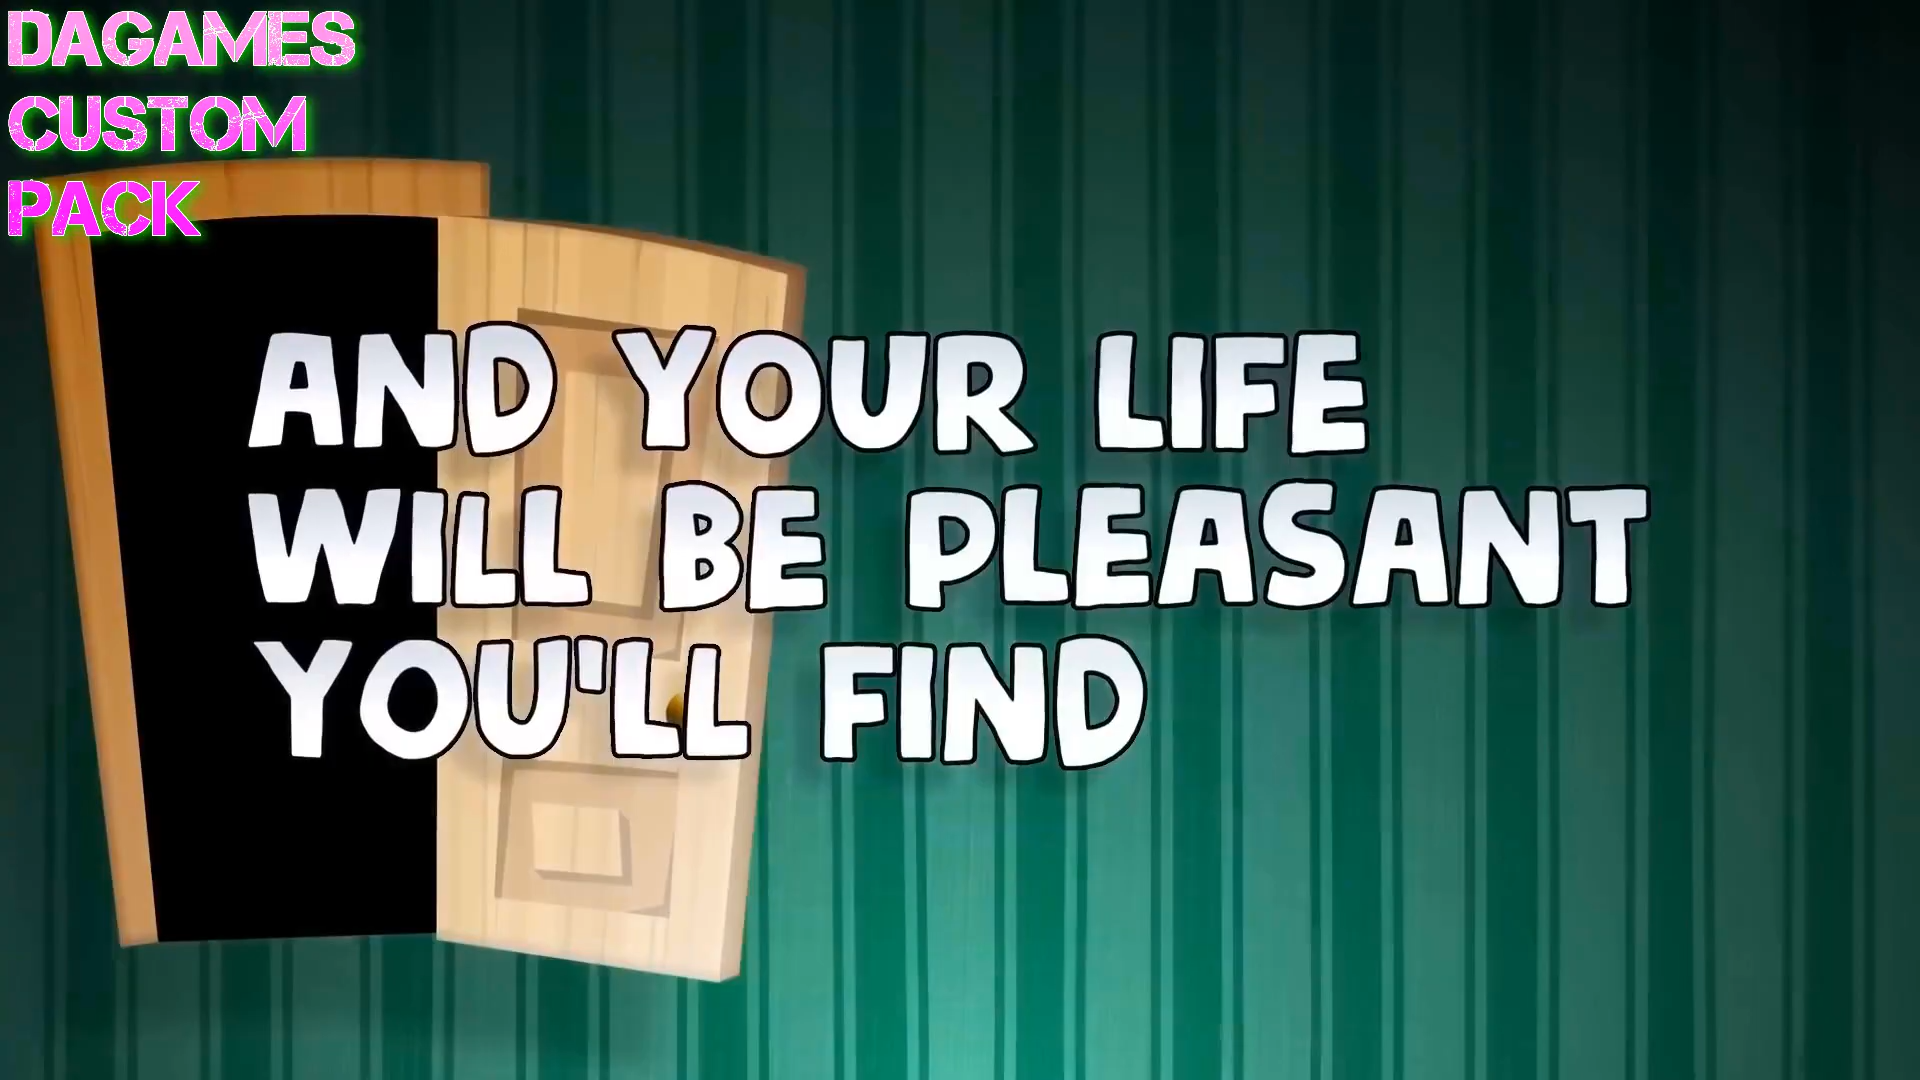 DAGAMES
CUSTOM
PACK
AND YOUR LIFE
WILL BE PLEASANT
YOU'LL FIND